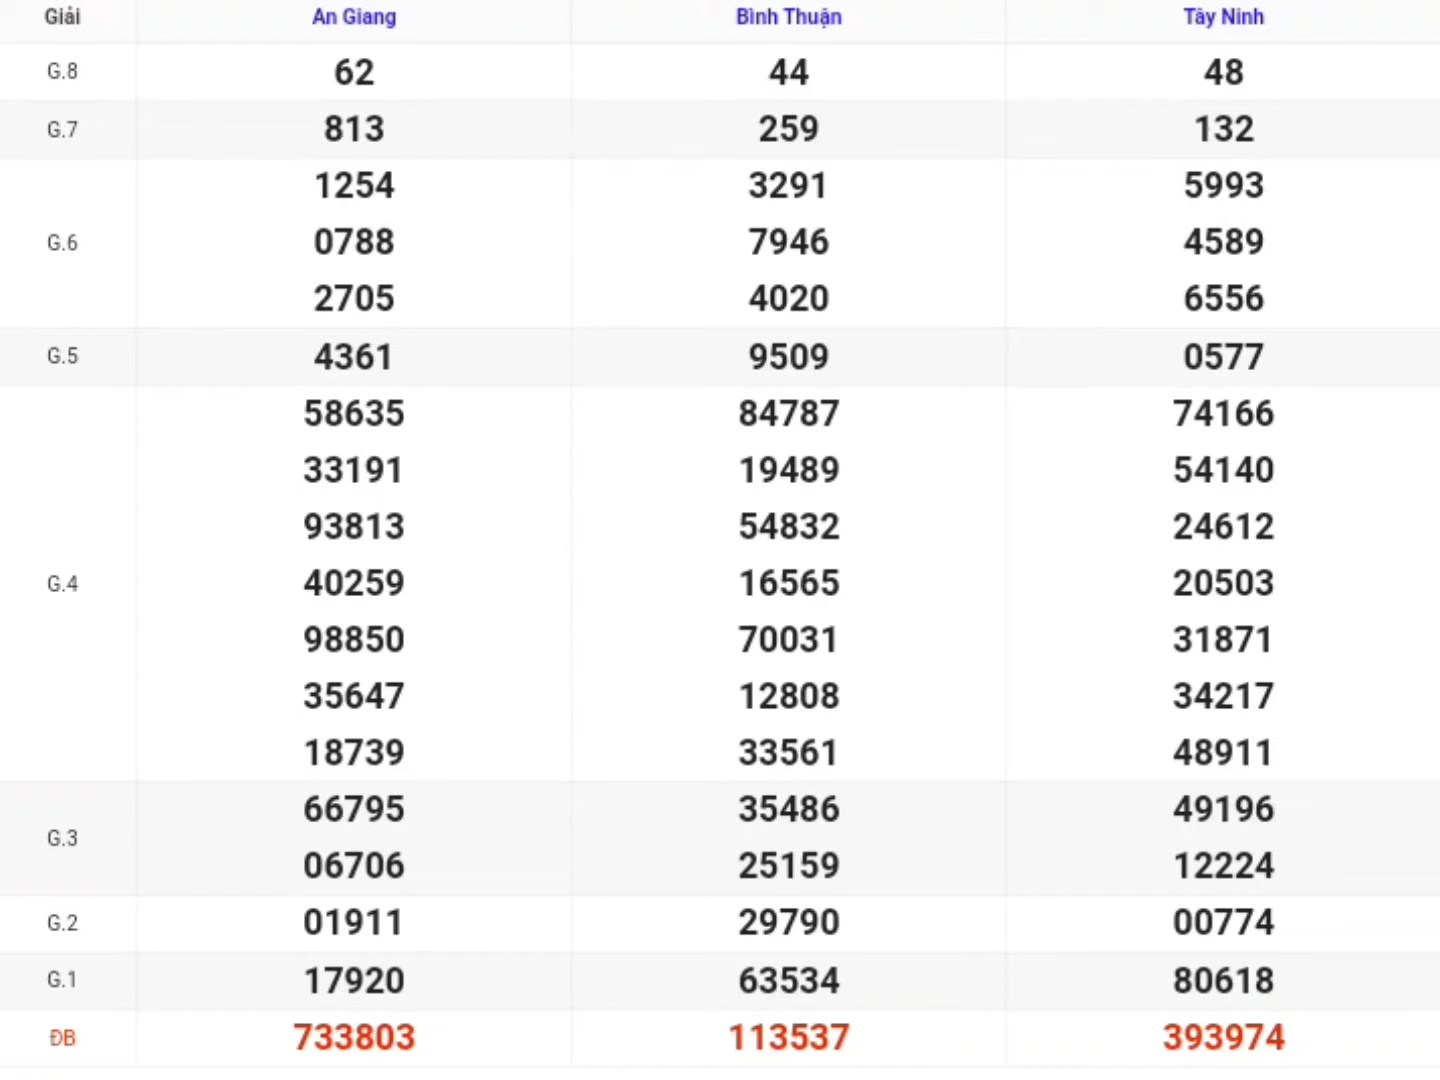 Giải An Giang Bình Thuận Tây Ninh
G.8 62 44 48
G.7 813 259 132
1254 3291 5993
G.6 0788 7946 4589
2705 4020 6556
G.5 4361 9509 0577
58635 84787 74166
33191 19489 54140
93813 54832 24612
G.4 40259 16565 20503
98850 70031 31871
35647 12808 34217
18739 33561 48911
66795 35486 49196
G.3
06706 25159 12224
G.2 01911 29790 00774
G.1 17920 63534 80618
ĐB 733803 113537 393974